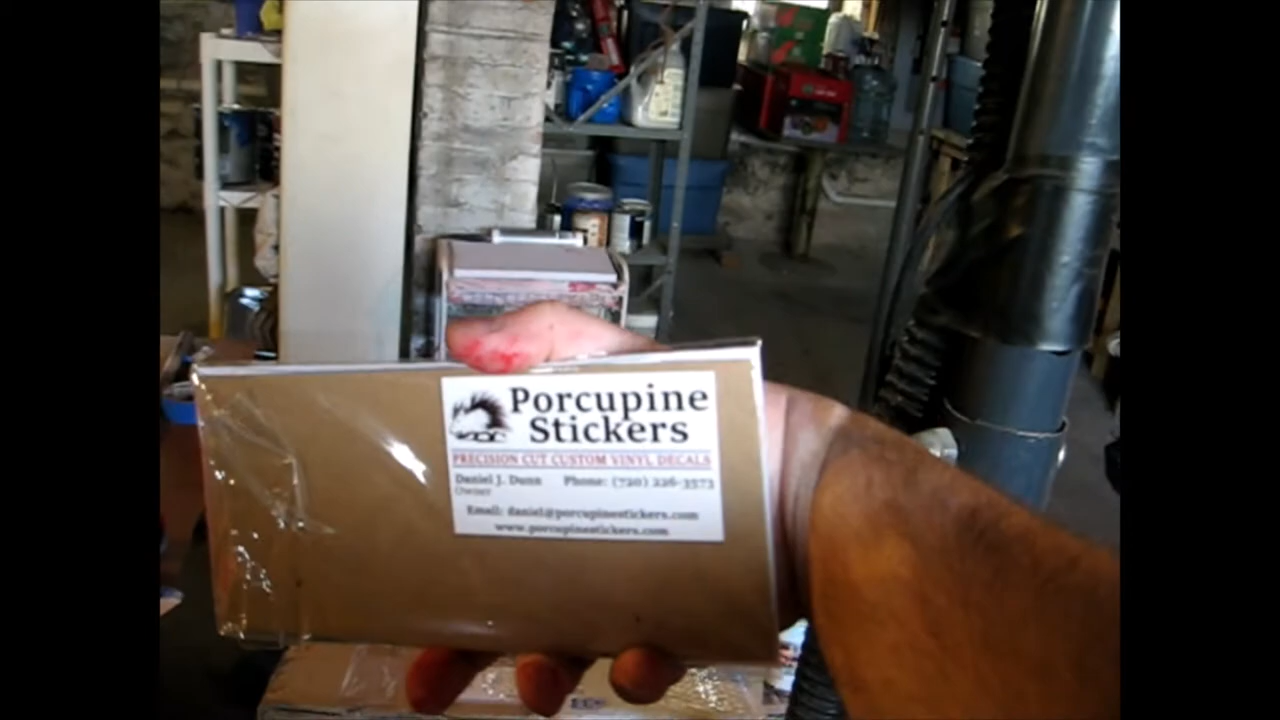 Porcupine
Stickers
PRECISION CUT CUSTOM VINYL DECALS
Daniel J. Dunn Phone: (720) 226-3573
Owner
Email: daniel@porcupinestickers.com
www.porcupinestickers.com